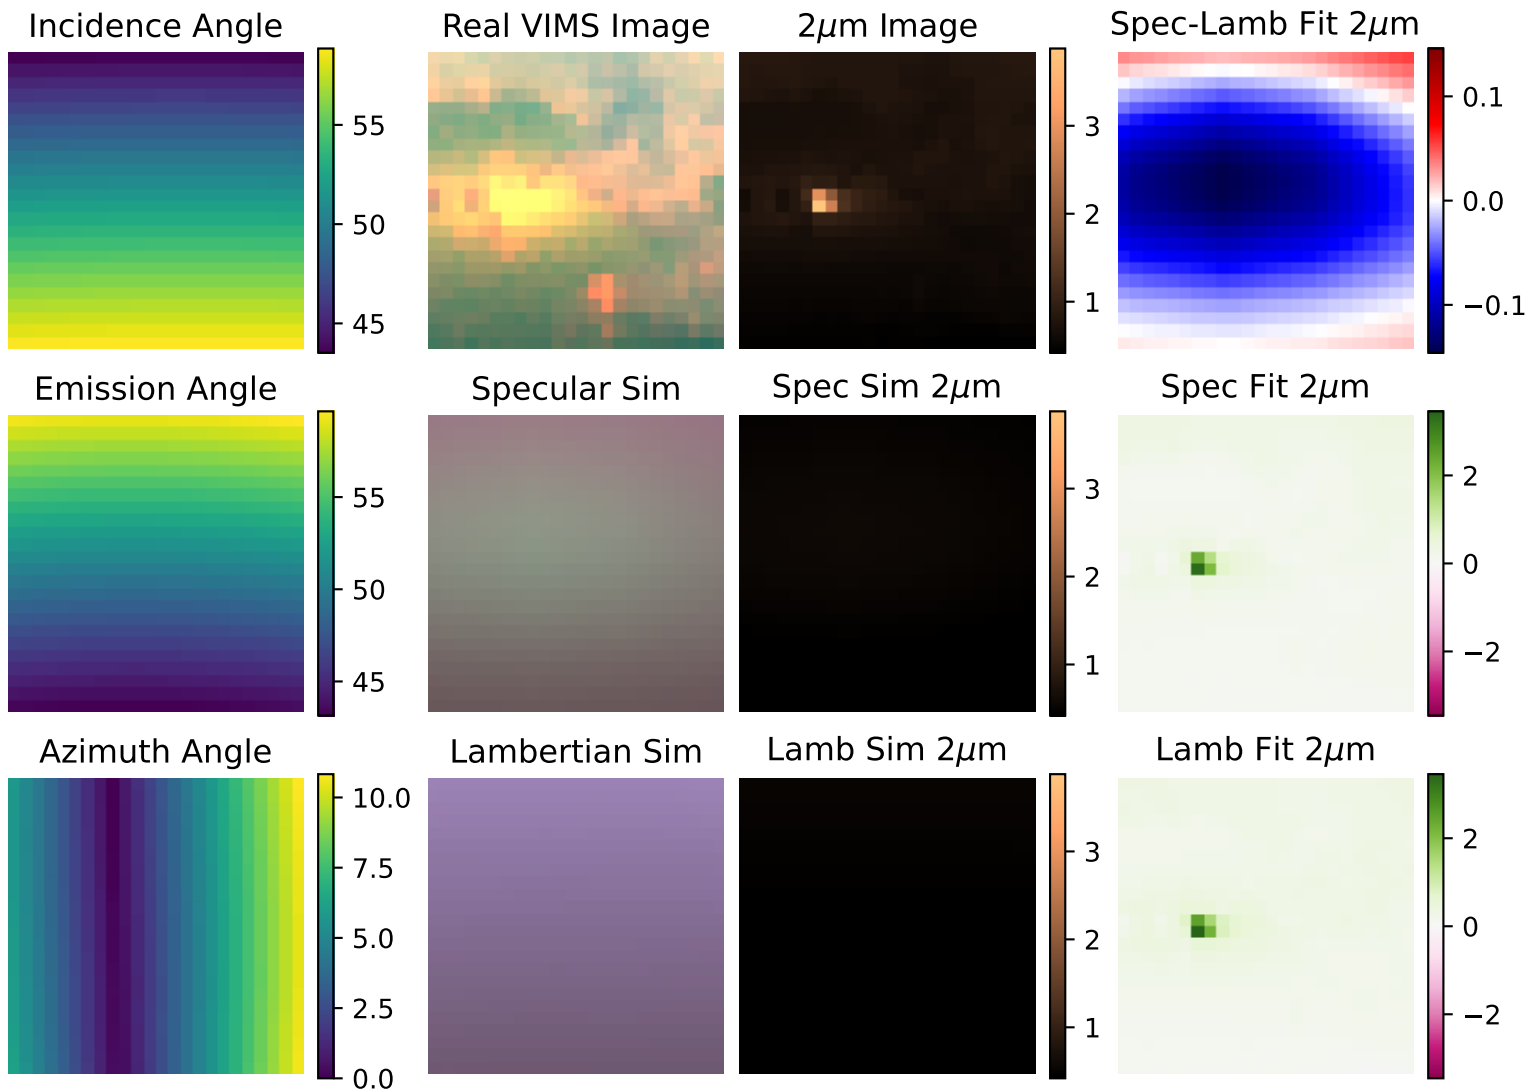 Incidence Angle
55
50
45
Real VIMS Image
2μm Image
3
2
1
Spec-Lamb Fit 2μm
0.1
0.0
−0.1
Emission Angle
55
50
45
Specular Sim
Spec Sim 2μm
3
2
1
Spec Fit 2μm
2
0
−2
Azimuth Angle
10.0
7.5
5.0
2.5
0.0
Lambertian Sim
Lamb Sim 2μm
3
2
1
Lamb Fit 2μm
2
0
−2